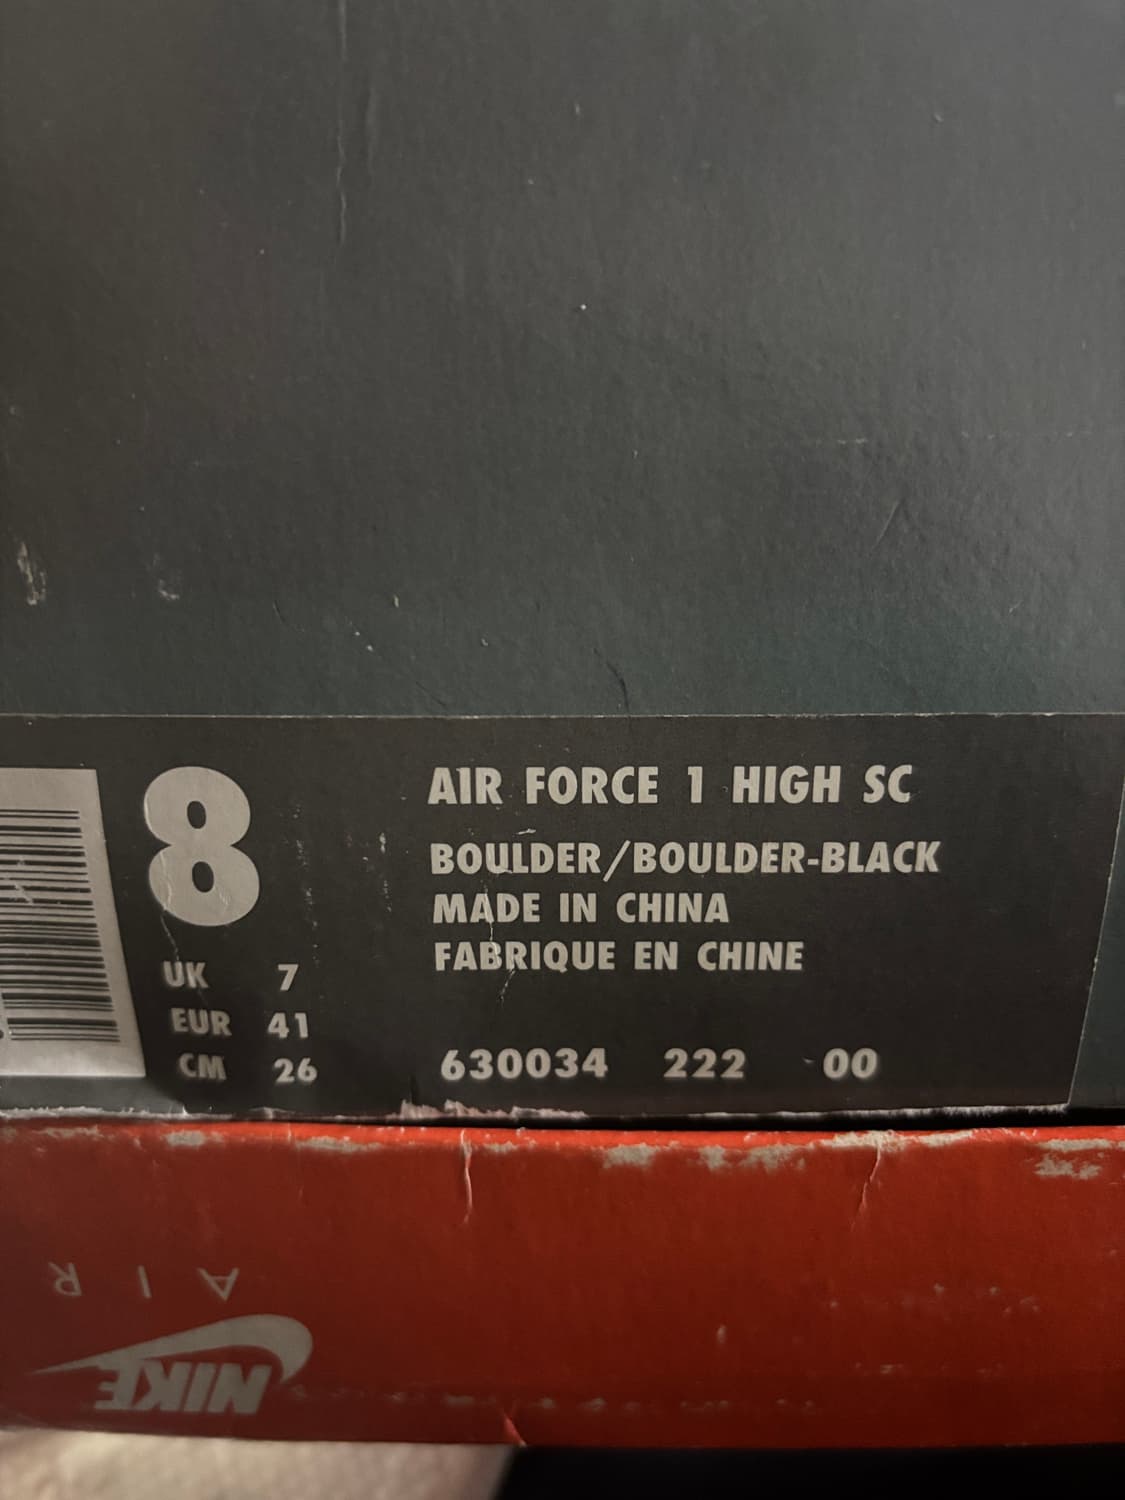 8
UK 7
EUR 41
CM 26
AIR FORCE 1 HIGH SC
BOULDER/BOULDER-BLACK
MADE IN CHINA
FABRIQUE EN CHINE
630034 222 00
NIKE
AIR